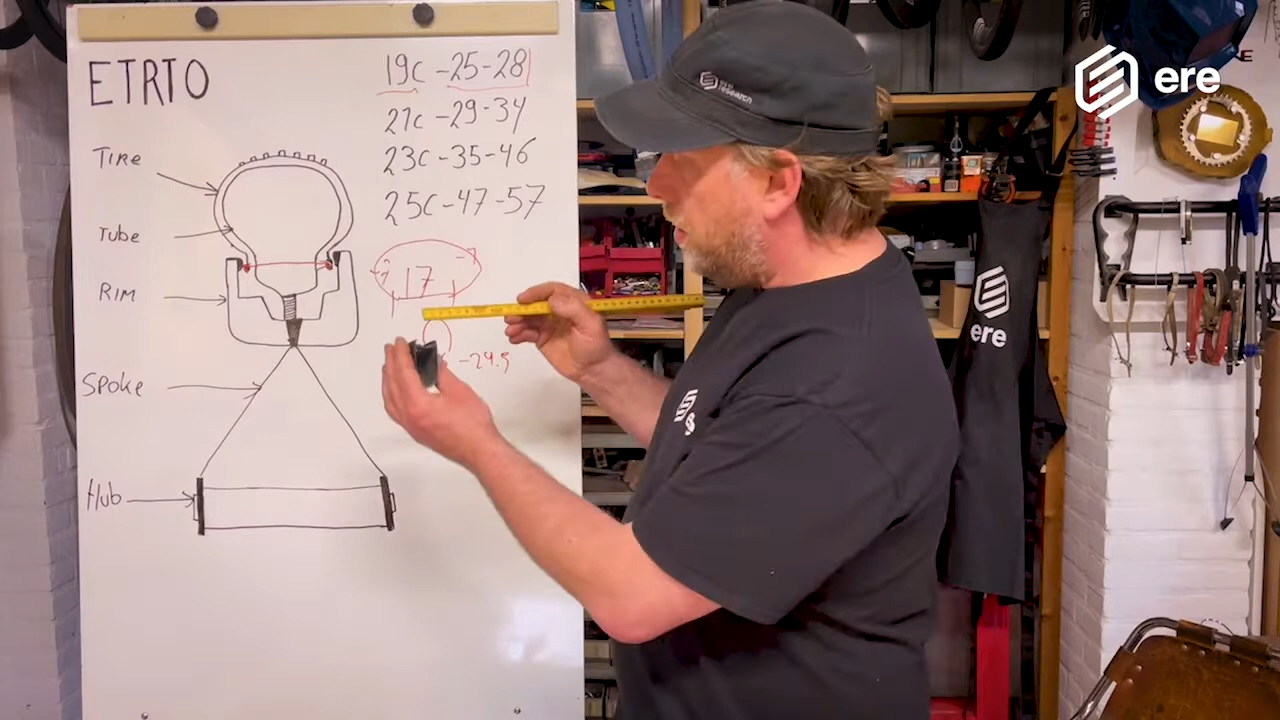 ETRTO
Tire
Tube
Rim
Spoke
Hub
19c - 25 - 28
21c - 29 - 34
23c - 35 - 46
25c - 47 - 57
17
- 24.5
research
ere
ere